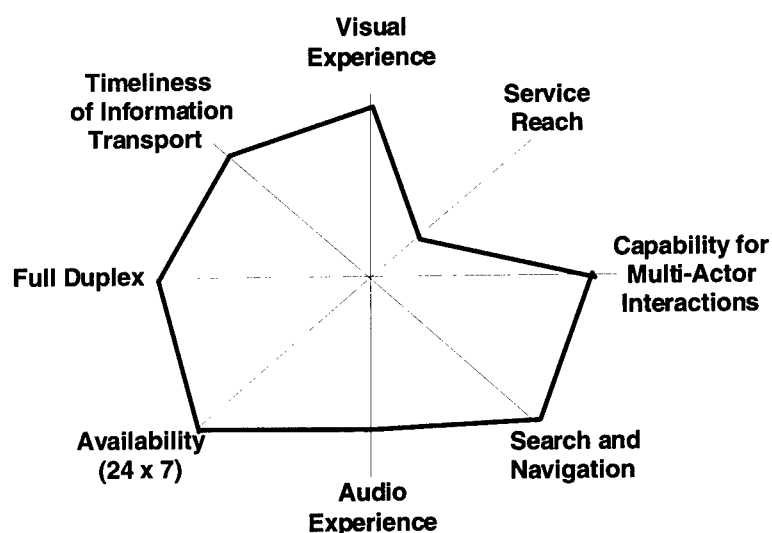 Visual
Experience
Timeliness
of Information
Transport
Service
Reach
Full Duplex
Capability for
Multi-Actor
Interactions
Availability
(24 x 7)
Search and
Navigation
Audio
Experience